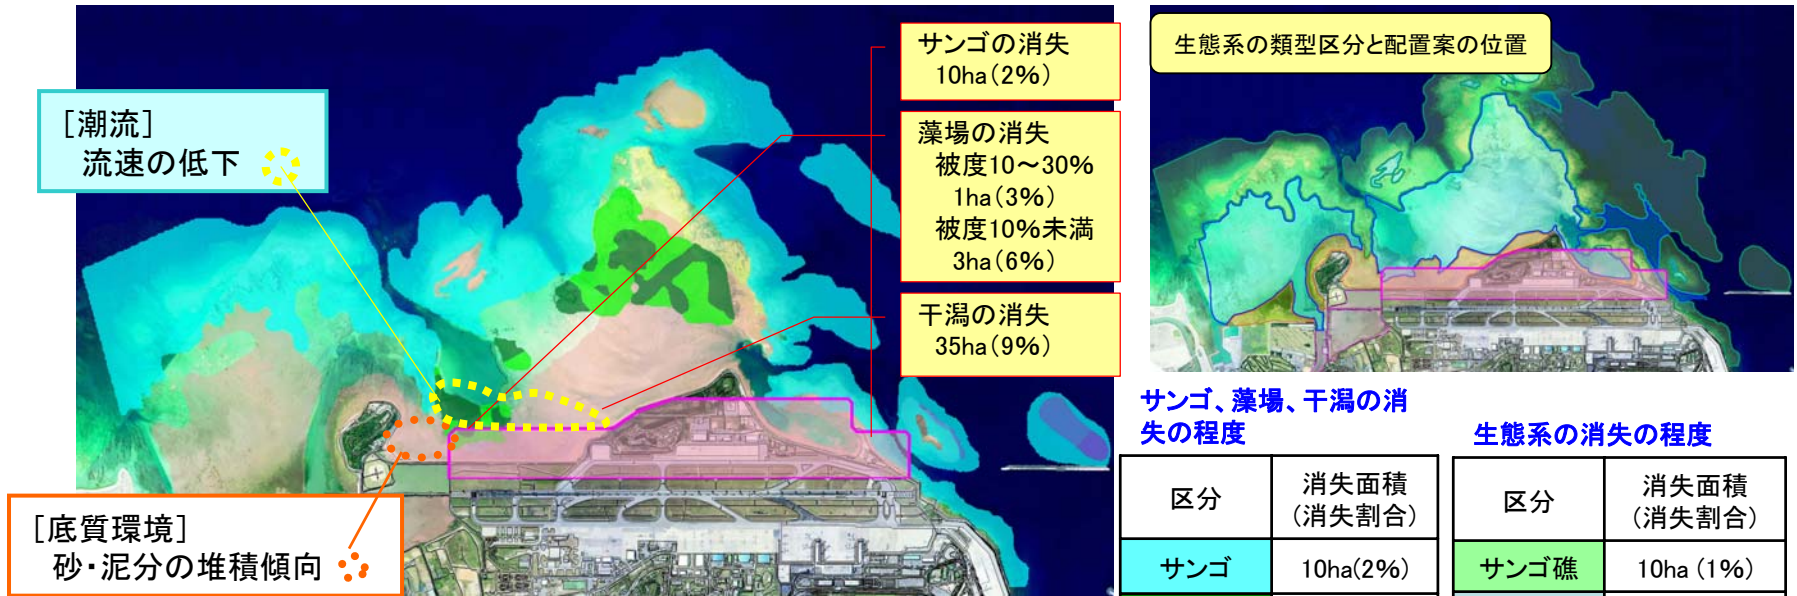 [潮流]
流速の低下
[底質環境]
砂・泥分の堆積傾向
サンゴの消失
10ha(2%)
藻場の消失
被度10～30%
1ha(3%)
被度10%未満
3ha(6%)
干潟の消失
35ha(9%)
生態系の類型区分と配置案の位置
サンゴ、藻場、干潟の消
失の程度
区分
消失面積
(消失割合)
サンゴ
10ha(2%)
生態系の消失の程度
区分
消失面積
(消失割合)
サンゴ礁
10ha (1%)